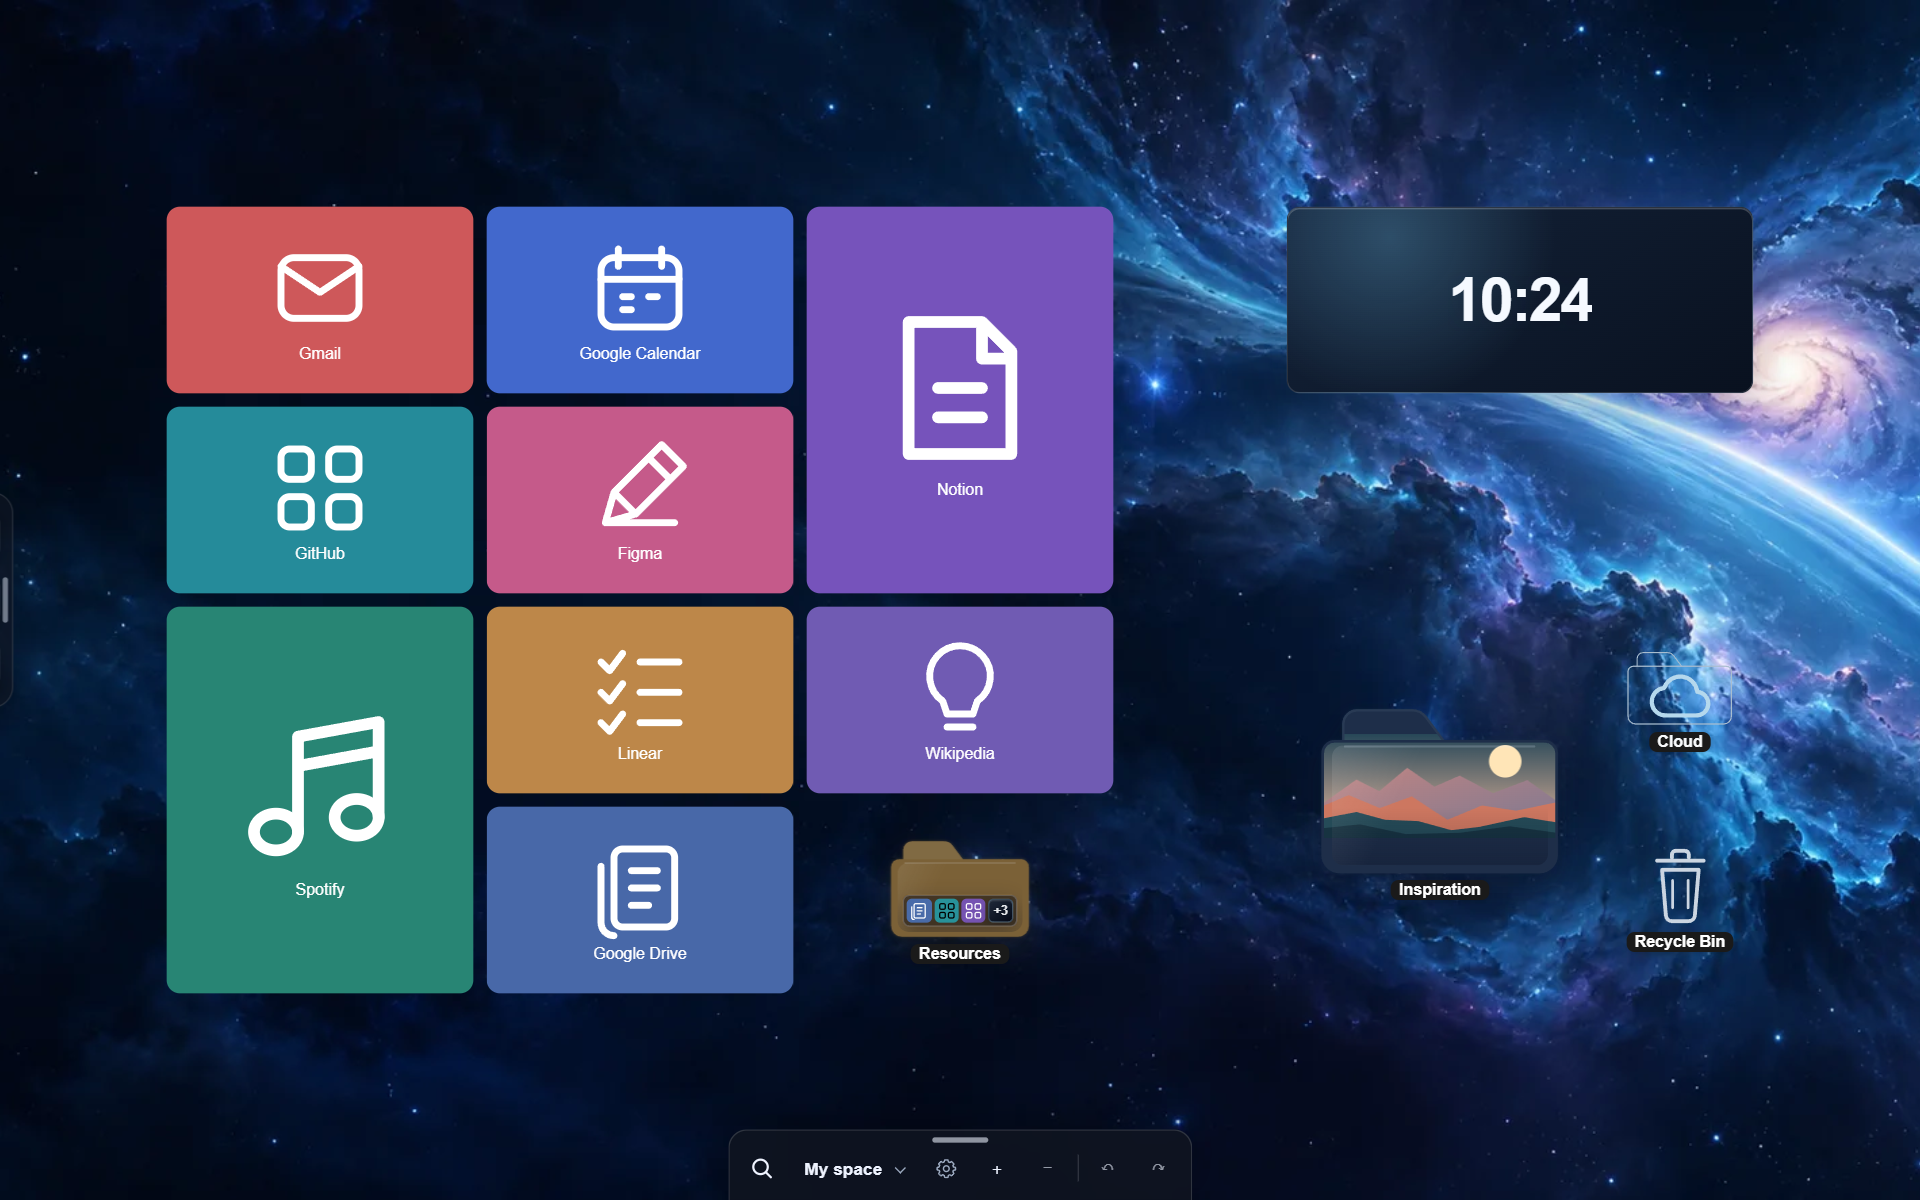 Gmail
Google Calendar
Notion
10:24
GitHub
Figma
Spotify
Linear
Wikipedia
Google Drive
+3
Resources
Inspiration
Cloud
Recycle Bin
My space